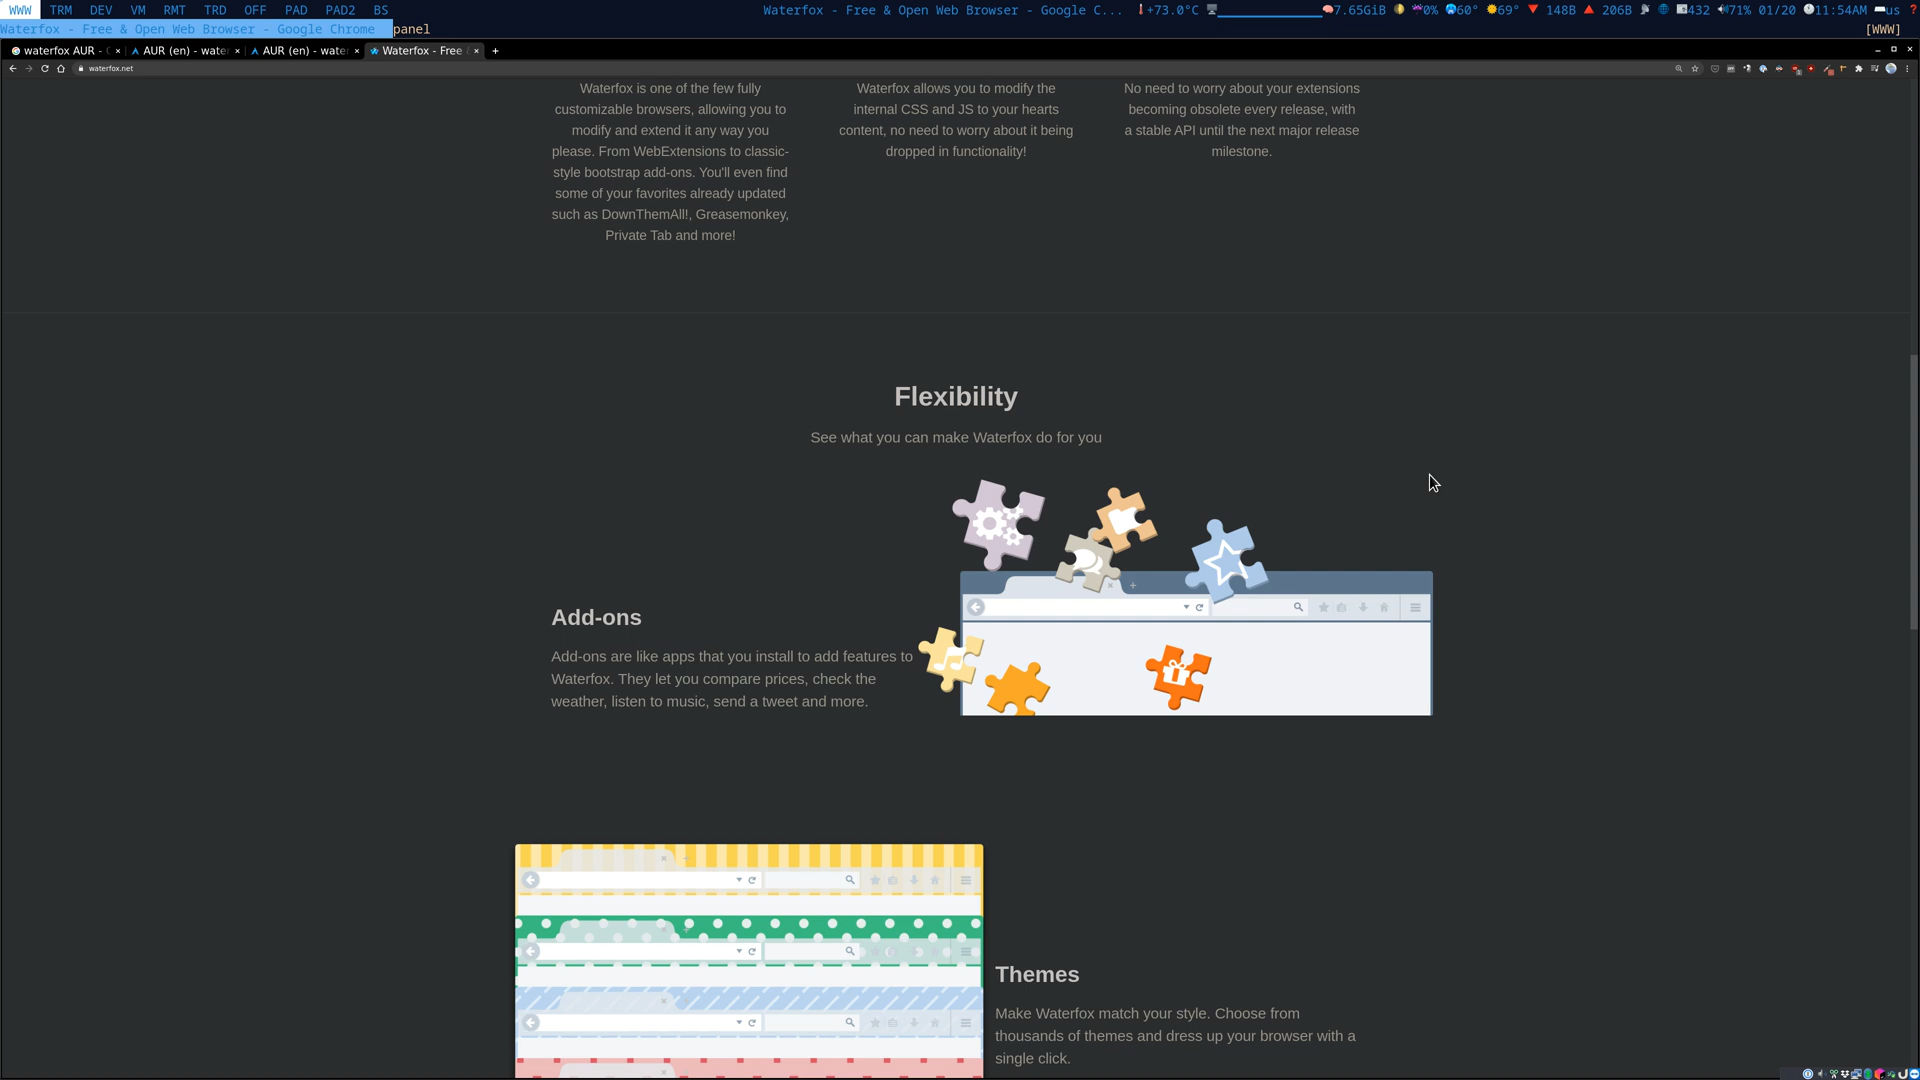 WWW TRM DEV VM RMT TRD OFF PAD PAD2 BS Waterfox - Free & Open Web Browser - Google C... +73.0°C 7.65GiB 0% 60° 69° 148B 206B 432 71% 01/20 11:54AM us ?
Waterfox - Free & Open Web Browser - Google Chrome panel [WWW]
waterfox AUR - AUR (en) - wate AUR (en) - wate Waterfox - Free
waterfox.net
Waterfox is one of the few fully
customizable browsers, allowing you to
modify and extend it any way you
please. From WebExtensions to classic-
style bootstrap add-ons. You'll even find
some of your favorites already updated
such as DownThemAll!, Greasemonkey,
Private Tab and more!
Waterfox allows you to modify the
internal CSS and JS to your hearts
content, no need to worry about it being
dropped in functionality!
No need to worry about your extensions
becoming obsolete every release, with
a stable API until the next major release
milestone.
Flexibility
See what you can make Waterfox do for you
Add-ons
Add-ons are like apps that you install to add features to
Waterfox. They let you compare prices, check the
weather, listen to music, send a tweet and more.
Themes
Make Waterfox match your style. Choose from
thousands of themes and dress up your browser with a
single click.